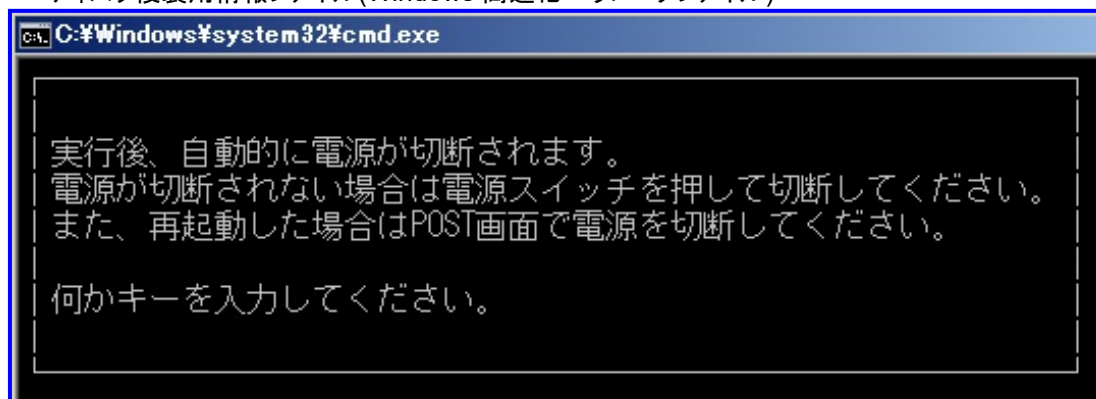 C:¥Windows¥system32¥cmd.exe
実行後、自動的に電源が切断されます。
電源が切断されない場合は電源スイッチを押して切断してください。
また、再起動した場合はPOST画面で電源を切断してください。
何かキーを入力してください。